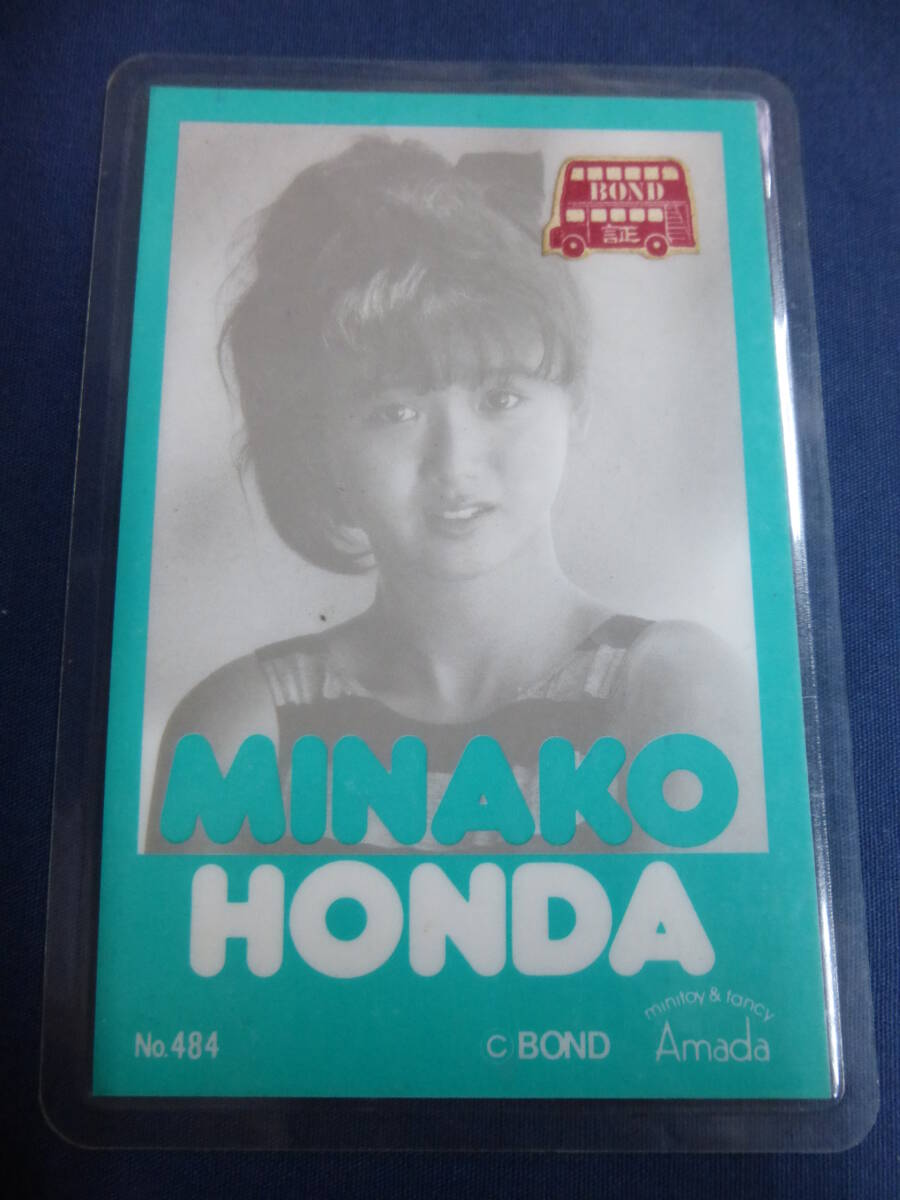 BOND
証
MINAKO
HONDA
No.484
©BOND
minitoy & fancy
Amada